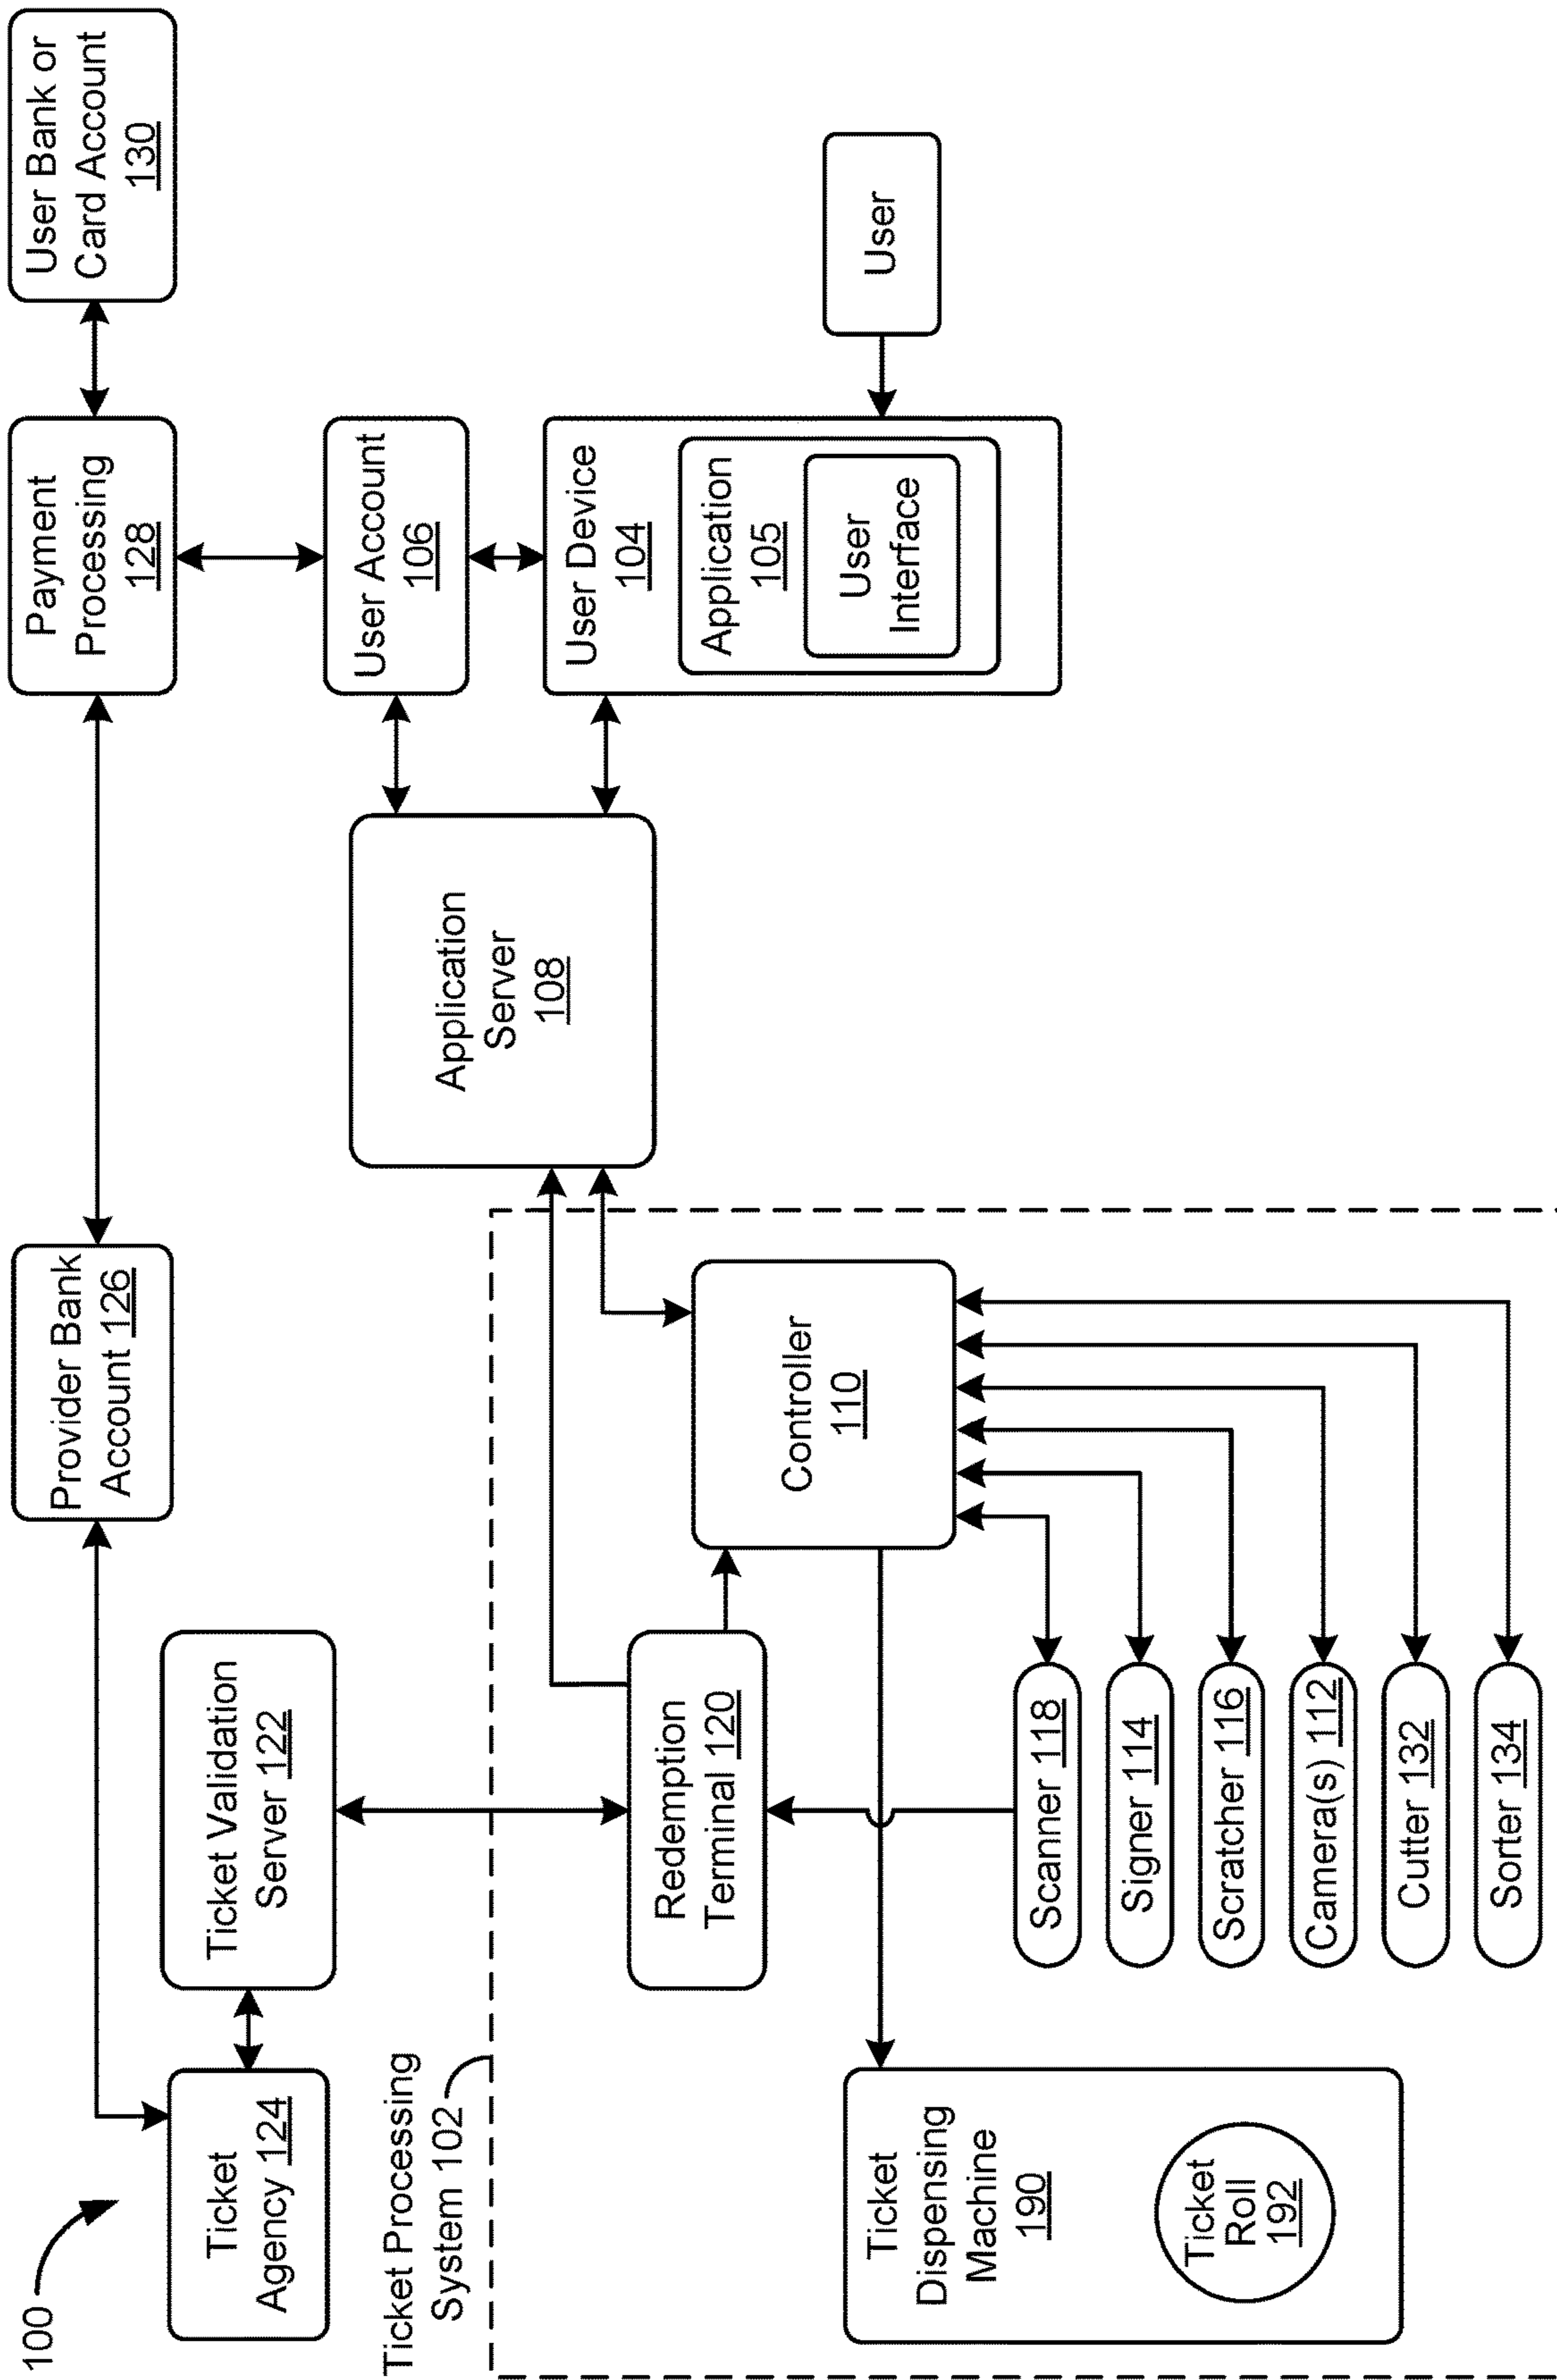 100
Ticket
Agency 124
Ticket Validation
Server 122
Provider Bank
Account 126
Payment
Processing
128
User Bank or
Card Account
130
Ticket Processing
System 102
User Account
106
Application
Server
108
User Device
104
Application
105
User
Interface
User
Redemption
Terminal 120
Controller
110
Ticket
Dispensing
Machine
190
Ticket
Roll
192
Scanner 118
Signer 114
Scratcher 116
Camera(s) 112
Cutter 132
Sorter 134